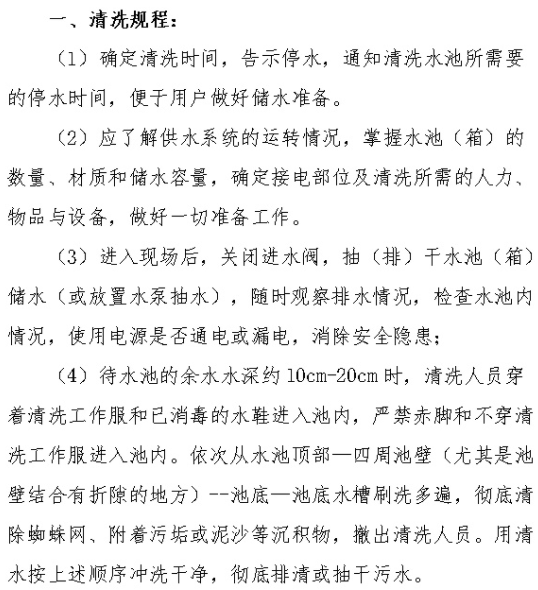 一、清洗规程：
（1）确定清洗时间，告示停水，通知清洗水池所需要
的停水时间，便于用户做好储水准备。
（2）应了解供水系统的运转情况，掌握水池（箱）的
数量、材质和储水容量，确定接电部位及清洗所需的人力、
物品与设备，做好一切准备工作。
（3）进入现场后，关闭进水阀，抽（排）干水池（箱）
储水（或放置水泵抽水），随时观察排水情况，检查水池内
情况，使用电源是否通电或漏电，消除安全隐患；
（4）待水池的余水水深约10cm-20cm时，清洗人员穿
着清洗工作服和已消毒的水鞋进入池内，严禁赤脚和不穿清
洗工作服进入池内。依次从水池顶部—四周池壁（尤其是池
壁结合有折隙的地方）--池底—池底水槽刷洗多遍，彻底清
除蜘蛛网、附着污垢或泥沙等沉积物，撤出清洗人员。用清
水按上述顺序冲洗干净，彻底排清或抽干污水。